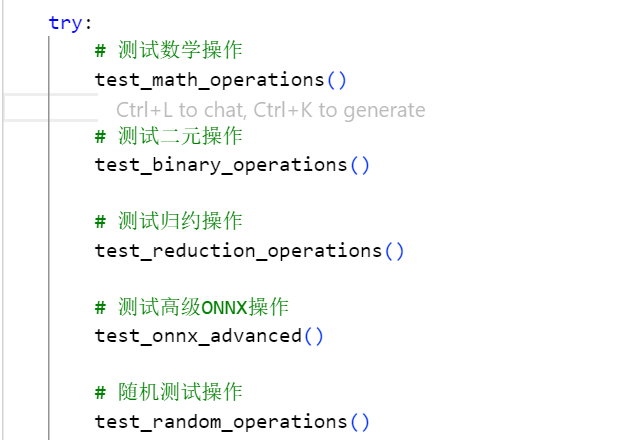 try:
# 测试数学操作
test_math_operations()
Ctrl+L to chat, Ctrl+K to generate
# 测试二元操作
test_binary_operations()
# 测试归约操作
test_reduction_operations()
# 测试高级ONNX操作
test_onnx_advanced()
# 随机测试操作
test_random_operations()